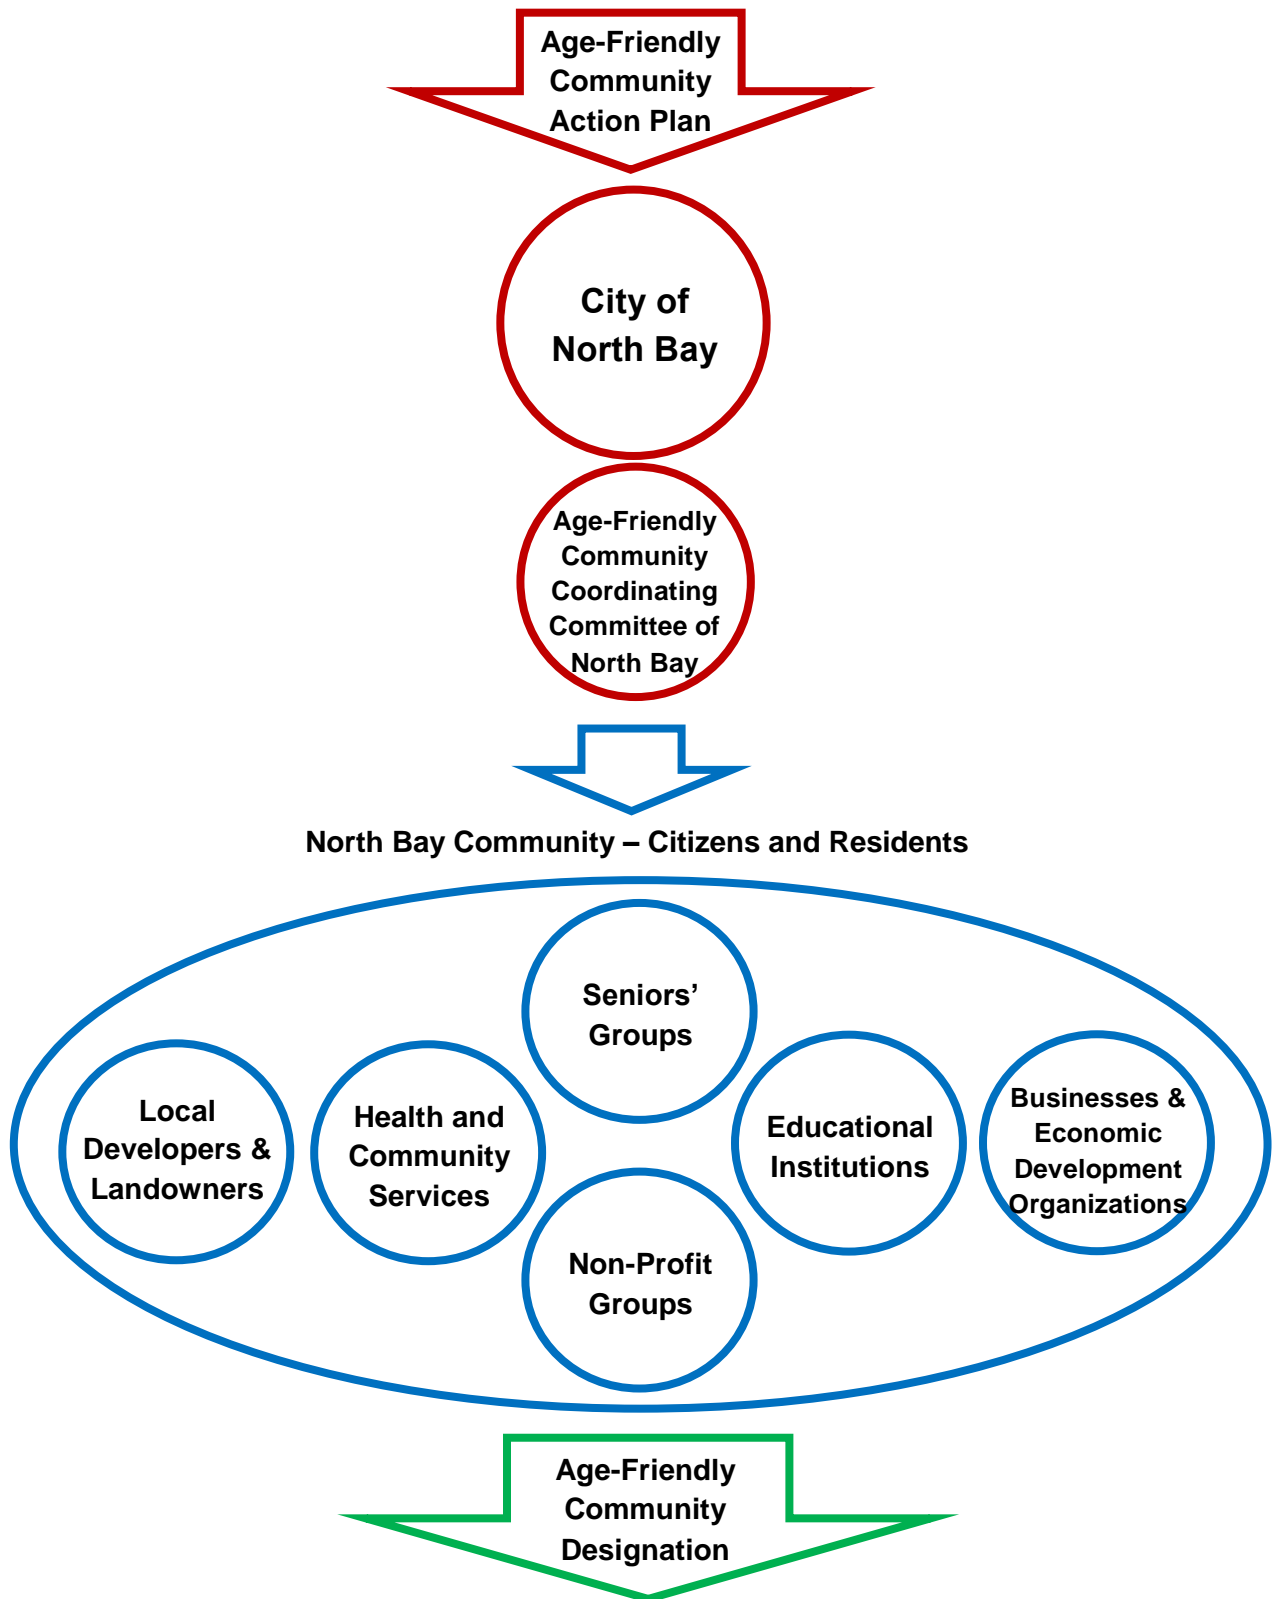 Age-Friendly
Community
Action Plan
City of
North Bay
Age-Friendly
Community
Coordinating
Committee of
North Bay
North Bay Community – Citizens and Residents
Seniors’
Groups
Local
Developers &
Landowners
Health and
Community
Services
Educational
Institutions
Businesses &
Economic
Development
Organizations
Non-Profit
Groups
Age-Friendly
Community
Designation